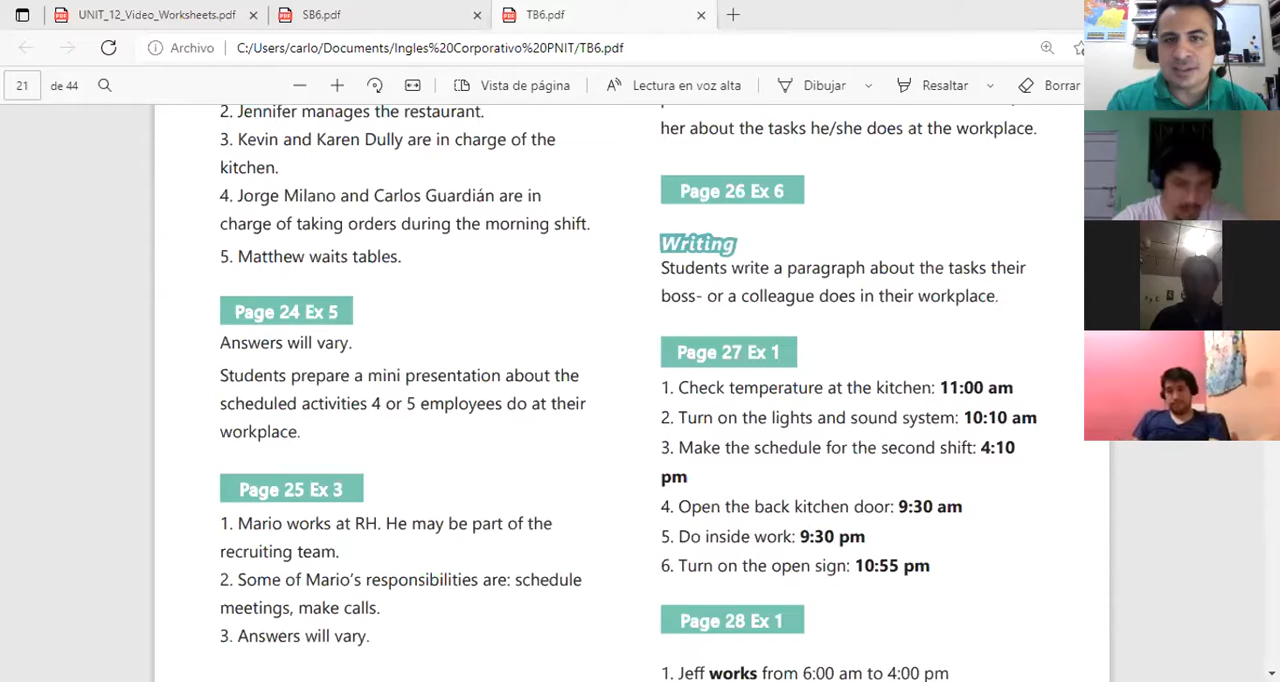 UNIT_12_Video_Worksheets.pdf
SB6.pdf
TB6.pdf
Archivo
C:/Users/carlo/Documents/Ingles%20Corporativo%20PNIT/TB6.pdf
21 de 44
Vista de página
Lectura en voz alta
Dibujar
Resaltar
Borrar
2. Jennifer manages the restaurant.
3. Kevin and Karen Dully are in charge of the
kitchen.
4. Jorge Milano and Carlos Guardián are in
charge of taking orders during the morning shift.
5. Matthew waits tables.
Page 24 Ex 5
Answers will vary.
Students prepare a mini presentation about the
scheduled activities 4 or 5 employees do at their
workplace.
Page 25 Ex 3
1. Mario works at RH. He may be part of the
recruiting team.
2. Some of Mario's responsibilities are: schedule
meetings, make calls.
3. Answers will vary.
her about the tasks he/she does at the workplace.
Page 26 Ex 6
Writing
Students write a paragraph about the tasks their
boss- or a colleague does in their workplace.
Page 27 Ex 1
1. Check temperature at the kitchen: 11:00 am
2. Turn on the lights and sound system: 10:10 am
3. Make the schedule for the second shift: 4:10
pm
4. Open the back kitchen door: 9:30 am
5. Do inside work: 9:30 pm
6. Turn on the open sign: 10:55 pm
Page 28 Ex 1
1. Jeff works from 6:00 am to 4:00 pm